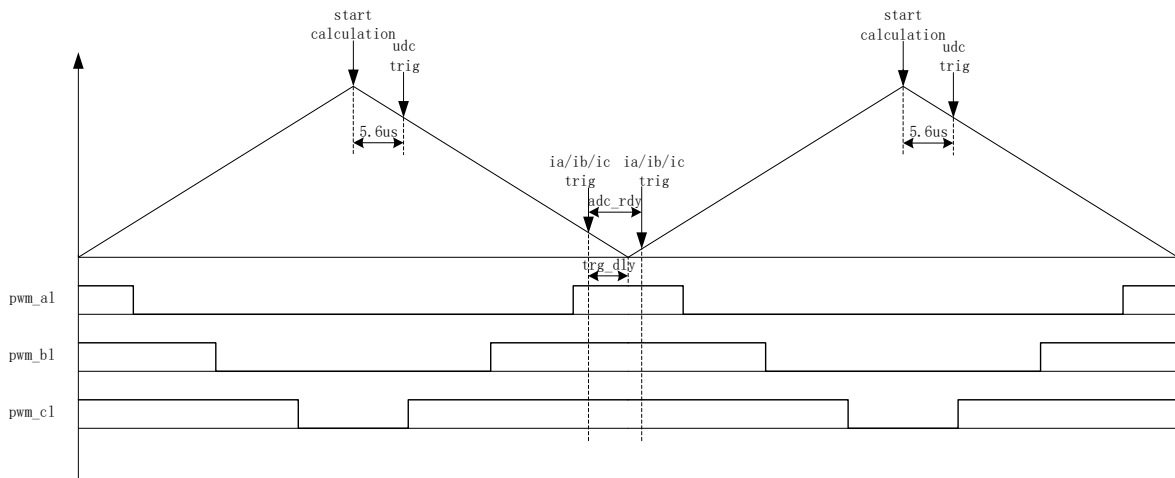 start
calculation
udc
trig
5.6us
ia/ib/ic
trig
ia/ib/ic
trig
adc_rdy
trg_dly
start
calculation
udc
trig
5.6us
pwm_al
pwm_bl
pwm_cl